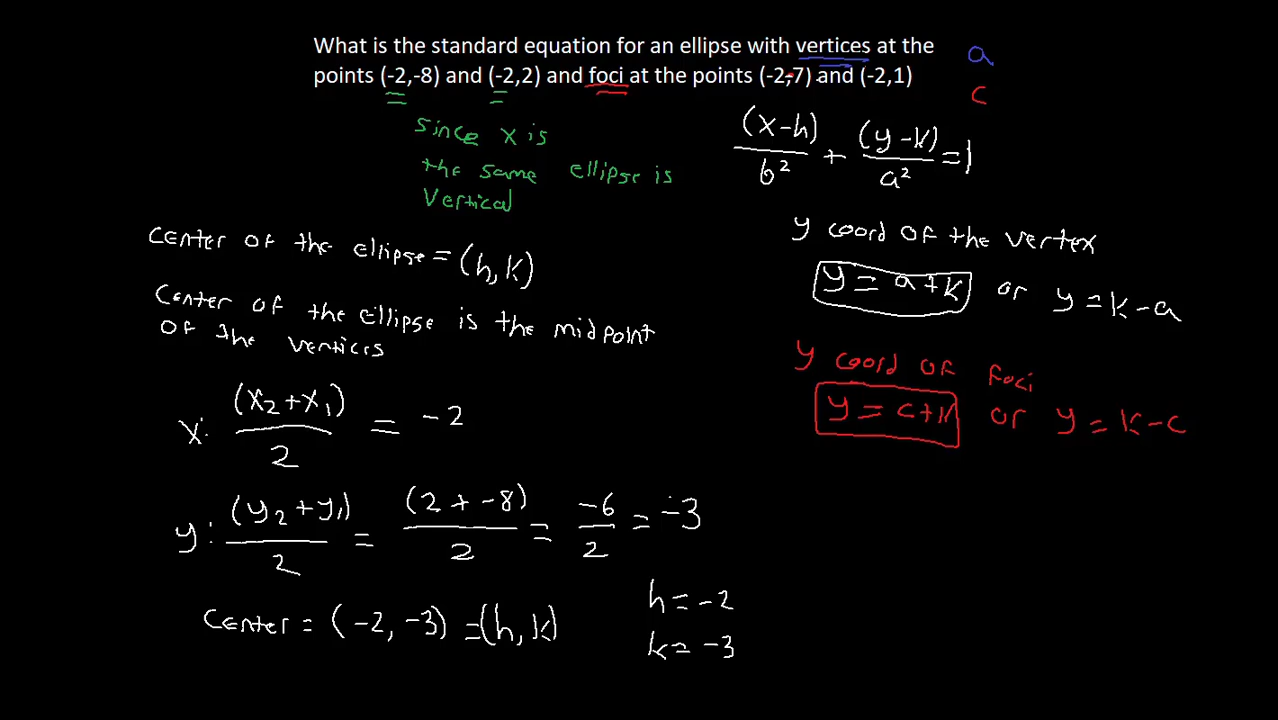 What is the standard equation for an ellipse with vertices at the
points (-2,-8) and (-2,2) and foci at the points (-2,-7) and (-2,1)
a
c
Since x is
the same ellipse is
Vertical
(x-h)/b² + (y-k)/a² = 1
Center of the ellipse = (h,k)
Center of the ellipse is the midpoint
of the verticrs
x: (x₂+x₁)/2 = -2
y: (y₂+y₁)/2 = (2+-8)/2 = -6/2 = -3
Center = (-2,-3) = (h,k)
h = -2
k = -3
y coord of the vertex
y = a+k or y = k-a
y coord of foci
y = c+k or y = k-c